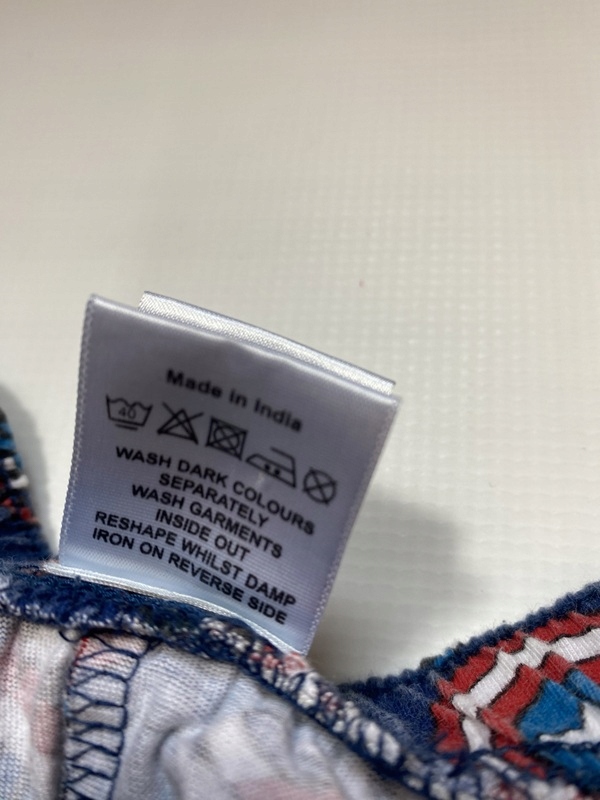 Made in India
40
WASH DARK COLOURS
SEPARATELY
WASH GARMENTS
INSIDE OUT
RESHAPE WHILST DAMP
IRON ON REVERSE SIDE